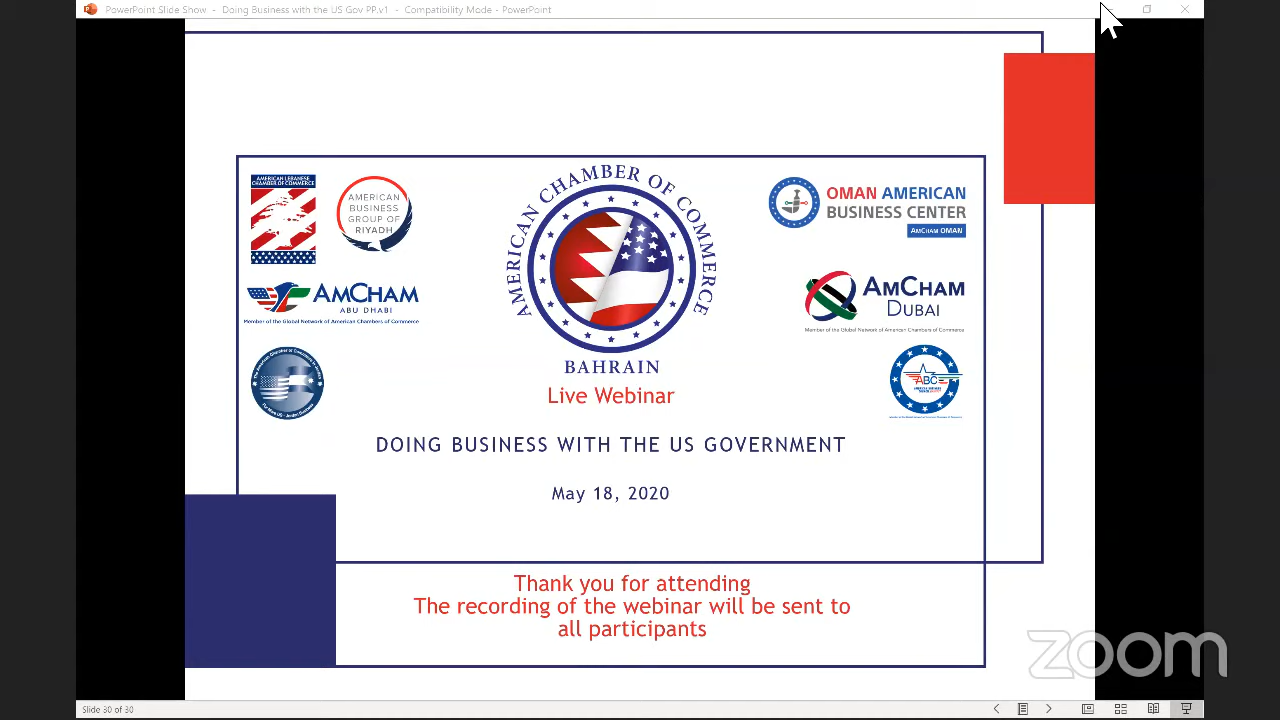 PowerPoint Slide Show - Doing Business with the US Gov PP.v1 - Compatibility Mode - PowerPoint
AMERICAN LEBANESE
CHAMBER OF COMMERCE
AMERICAN
BUSINESS
GROUP OF
RIYADH
AMCHAM
ABU DHABI
Member of the Global Network of American Chambers of Commerce
AMERICAN CHAMBER OF COMMERCE
BAHRAIN
OMAN AMERICAN
BUSINESS CENTER
AMCHAM OMAN
AMCHAM
DUBAI
Member of the Global Network of American Chambers of Commerce
ABC
Live Webinar
DOING BUSINESS WITH THE US GOVERNMENT
May 18, 2020
Thank you for attending
The recording of the webinar will be sent to
all participants
zoom
Slide 30 of 30